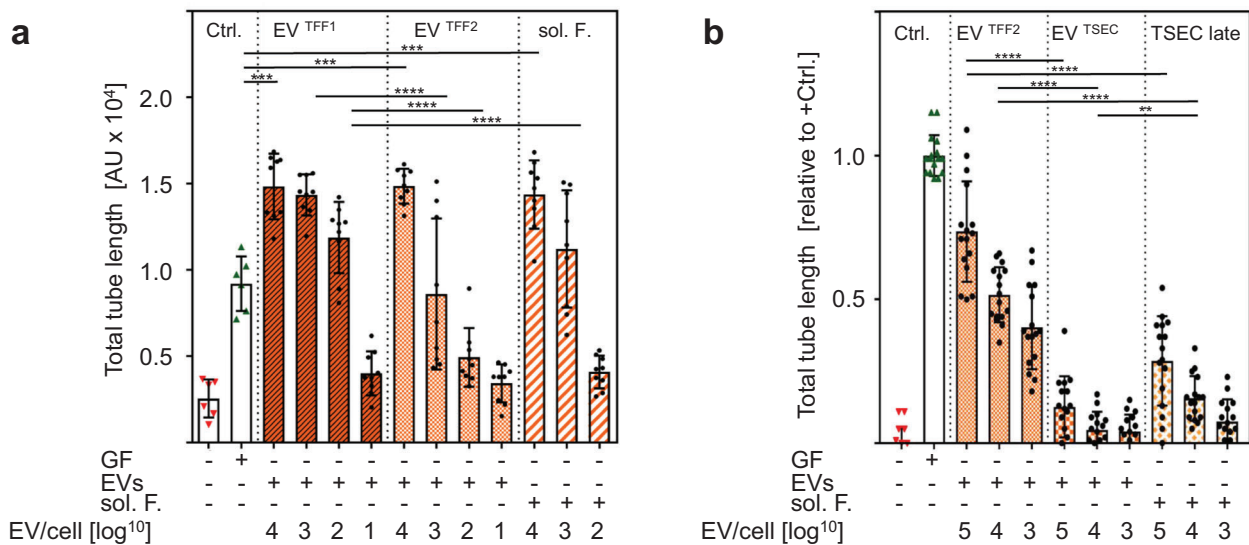 a
Ctrl. EV TFF1 EV TFF2 sol. F.
***
***
***
****
****
****
Total tube length [AU x 10⁴]
2.0
1.5
1.0
0.5
GF - + - - - - - - - - - - -
EVs - - + + + + + + + + - - -
sol. F. - - - - - - - - - - + + +
EV/cell [log¹⁰] 4 3 2 1 4 3 2 1 4 3 2
b
Ctrl. EV TFF2 EV TSEC TSEC late
****
****
****
****
**
Total tube length [relative to +Ctrl.]
1.0
0.5
GF - + - - - - - - - - -
EVs - - + + + + + + - - -
sol. F. - - - - - - - - + + +
EV/cell [log¹⁰] 5 4 3 5 4 3 5 4 3